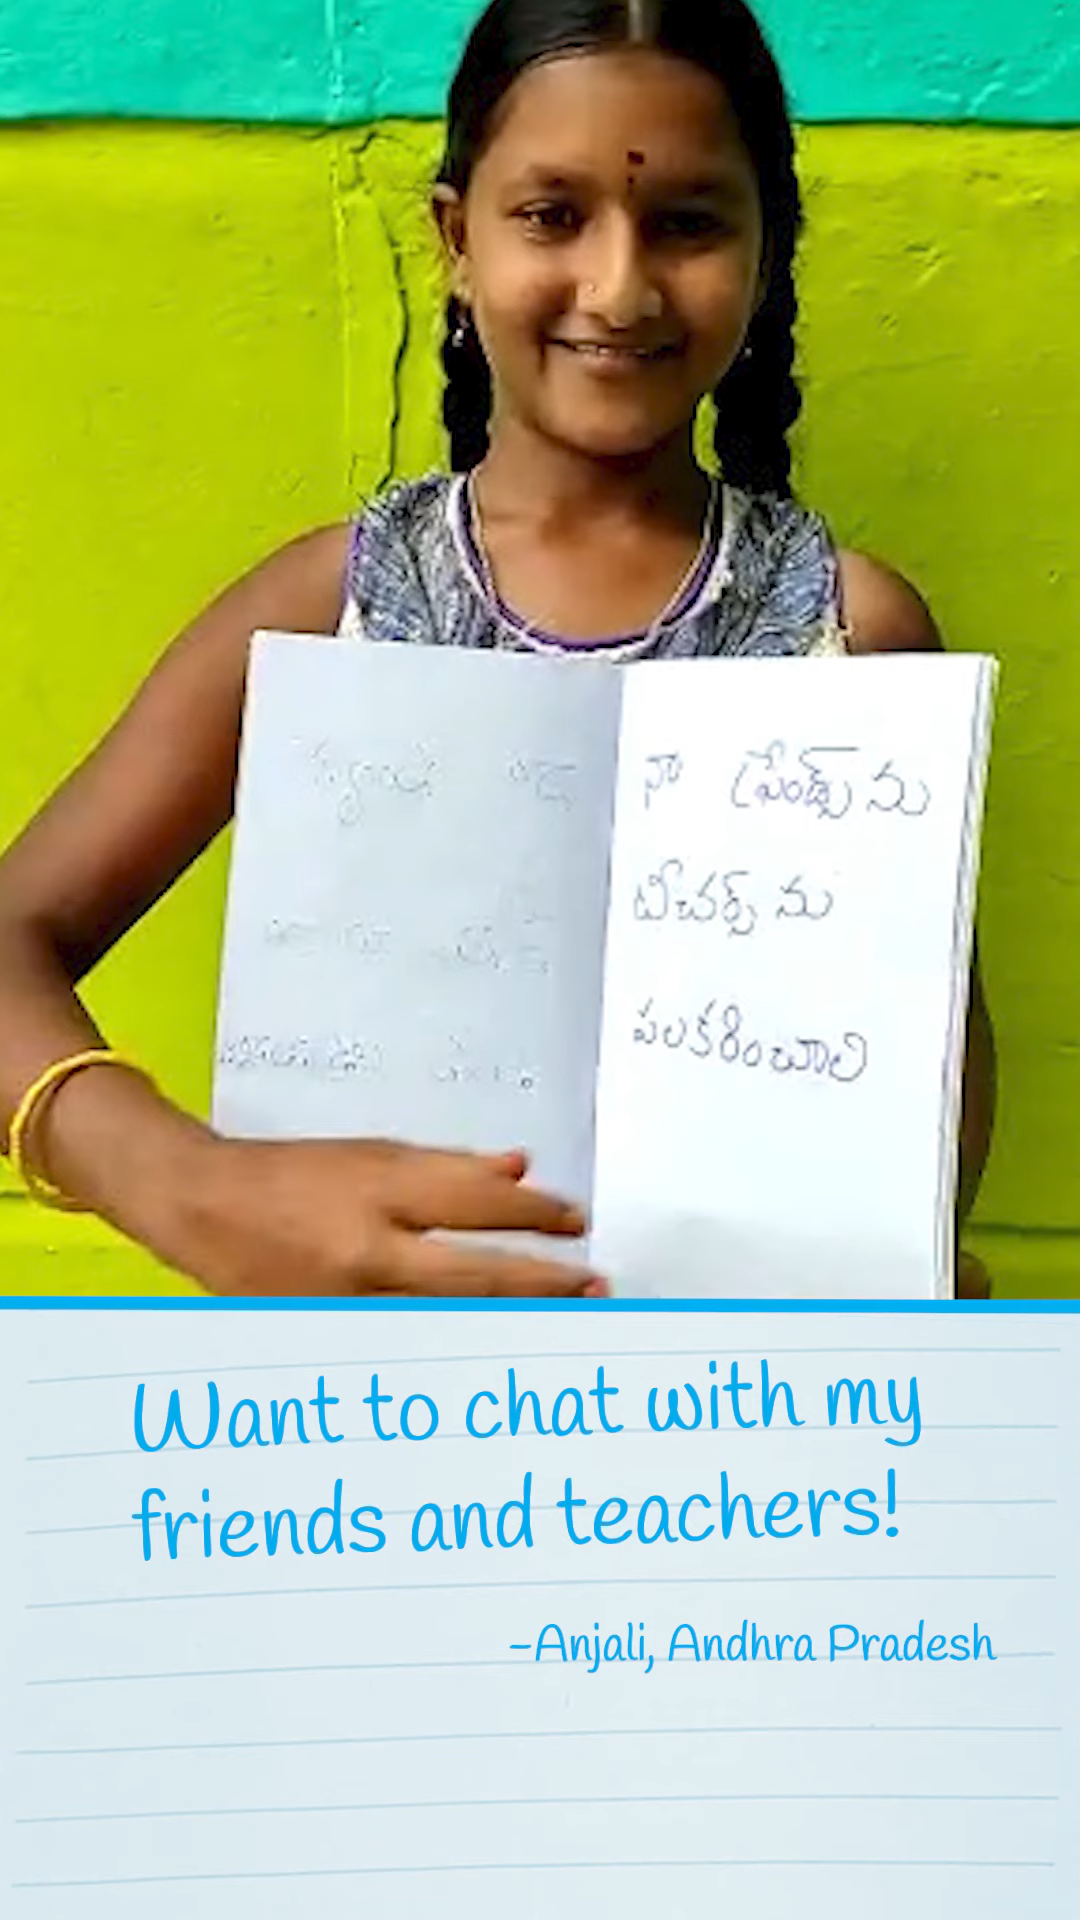 నా ఫ్రెండ్స్ ను
టీచర్స్ ను
పలకరించాలి
Want to chat with my
friends and teachers!
-Anjali, Andhra Pradesh